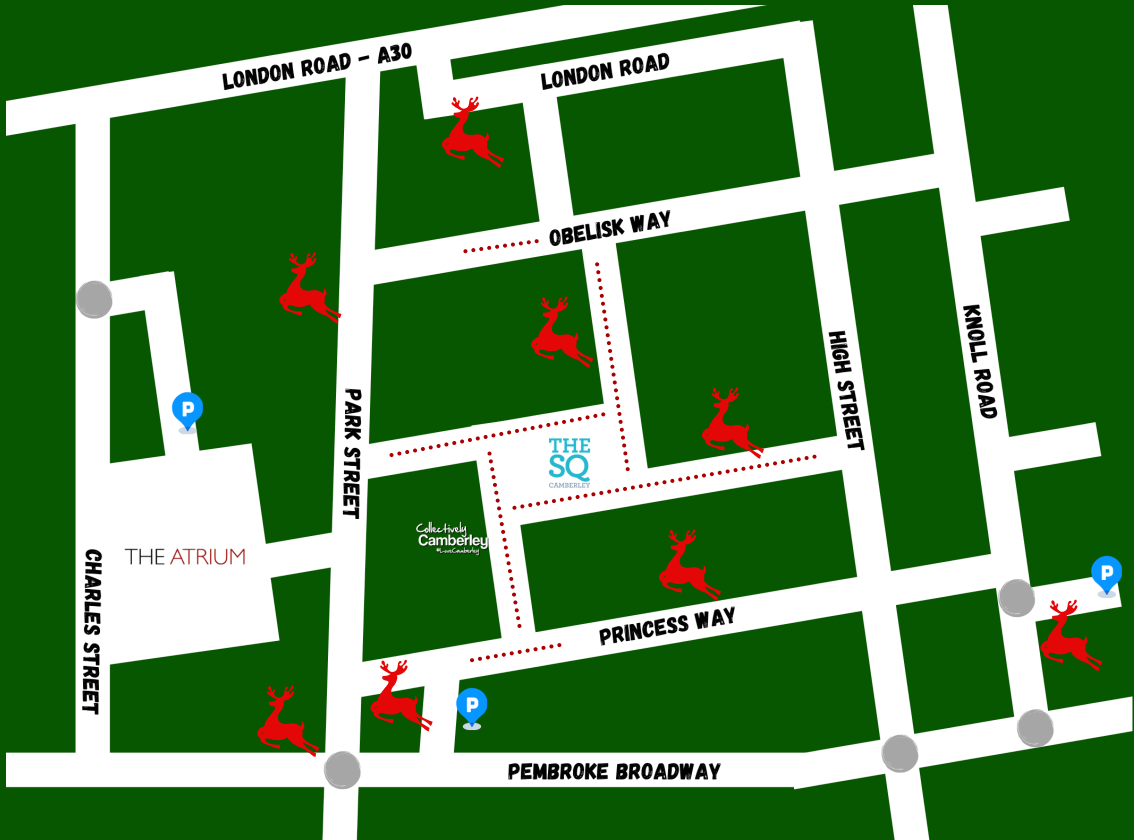 LONDON ROAD - A30
LONDON ROAD
OBELISK WAY
KNOLL ROAD
HIGH STREET
PARK STREET
P
THE
SQ
CAMBERLEY
Collectively
Camberley
#LoveCamberley
THE ATRIUM
CHARLES STREET
P
PRINCESS WAY
P
PEMBROKE BROADWAY